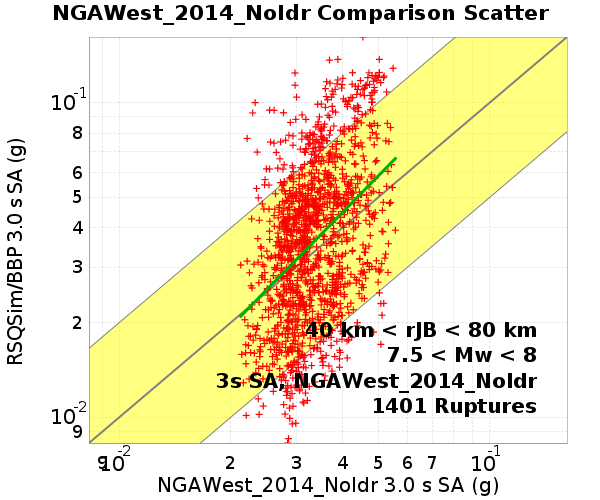 NGAWest_2014_NoIdr Comparison Scatter
RSQSim/BBP 3.0 s SA (g)
10-1
8
6
5
4
3
2
10-2
9
40 km < rJB < 80 km
7.5 < Mw < 8
3s SA, NGAWest_2014_NoIdr
1401 Ruptures
9 10-2 2 3 4 5 6 7 10-1
NGAWest_2014_NoIdr 3.0 s SA (g)